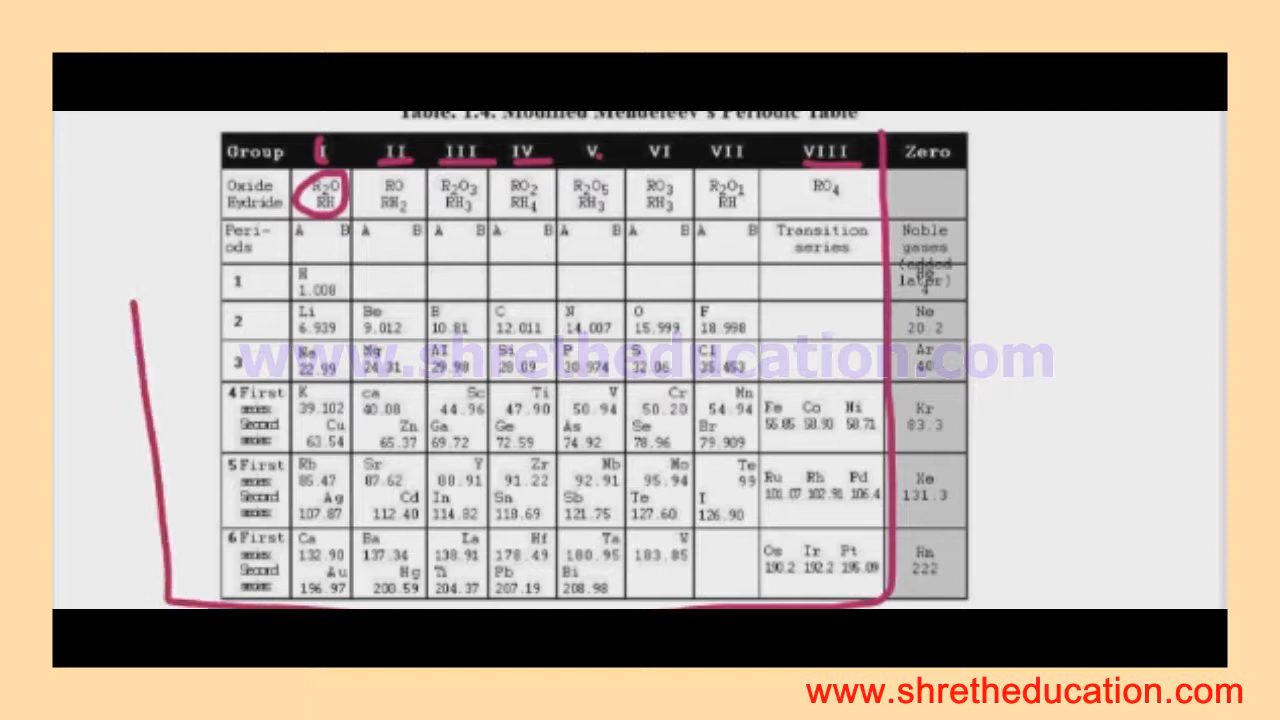 Table. 1.4. Modified Mendeleev's Periodic Table
Group I II III IV V VI VII VIII Zero
Oxide R2O RO R2O3 RO2 R2O5 RO3 R2O1 RO4
Hydride RH RH2 RH3 RH4 RH3 RH3 RH
Peri- A B A B A B A B A B A B A B Transition Noble
ods series gases
(added
later)
1 H He
1.008 4
2 Li Be B C N O F Ne
6.939 9.012 10.81 12.011 14.007 15.999 18.998 20.2
3 Na Mg AI Si P S Cl Ar
22.99 24.31 29.98 28.09 30.974 32.06 35.453 40
www.shretheducation.com
4 First K ca Sc Ti V Cr Mn Fe Co Ni Kr
series 39.102 40.08 44.96 47.90 50.94 50.20 54.94 55.85 58.90 58.71 83.3
Second Cu Zn Ga Ge As Se Br
series 63.54 65.37 69.72 72.59 74.92 78.96 79.909
5 First Rb Sr Y Zr Nb Mo Te Ru Rh Pd Xe
series 85.47 87.62 88.91 91.22 92.91 95.94 99 101.07 102.91 106.4 131.3
Second Ag Cd In Sn Sb Te I
series 107.87 112.40 114.82 118.69 121.75 127.60 126.90
6 First Ca Ba La Hf Ta W Os Ir Pt Rn
series 132.90 137.34 138.91 178.49 180.95 183.85 190.2 192.2 195.09 222
Second Au Hg Ti Pb Bi
series 196.97 200.59 204.37 207.19 208.98
www.shretheducation.com